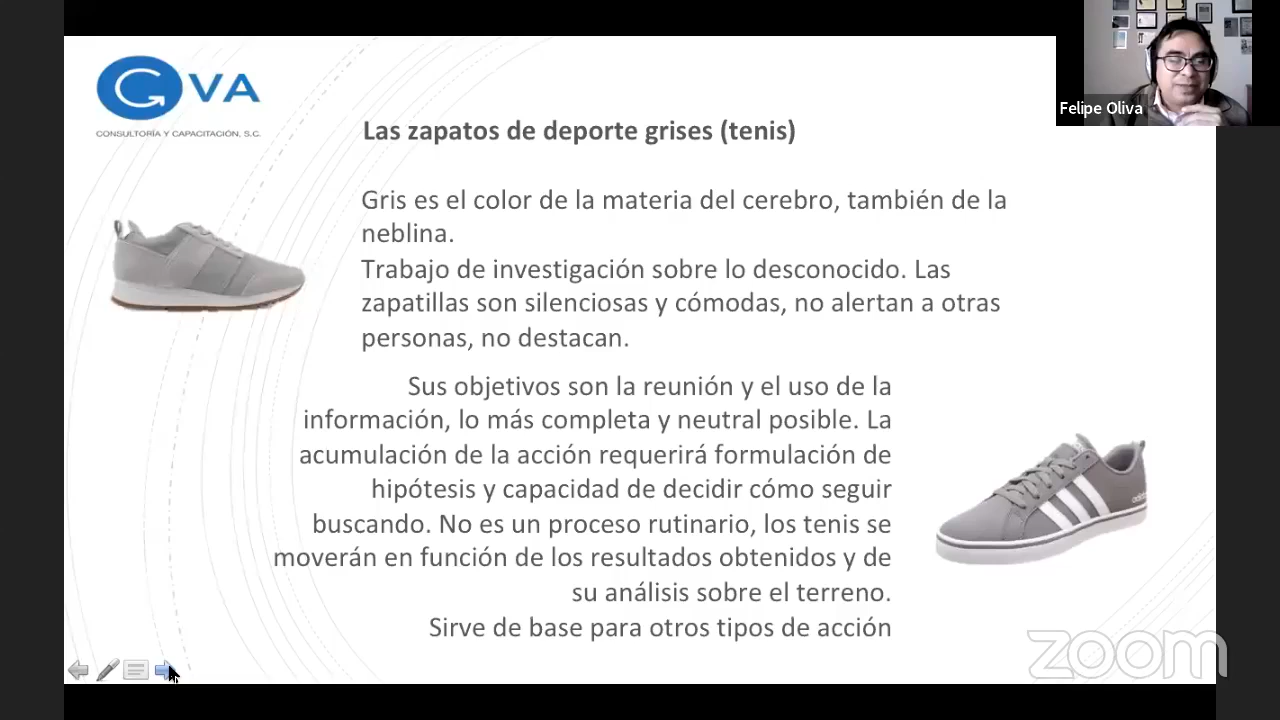 GVA
CONSULTORÍA Y CAPACITACIÓN, S.C.
Felipe Oliva
Las zapatos de deporte grises (tenis)
Gris es el color de la materia del cerebro, también de la
neblina.
Trabajo de investigación sobre lo desconocido. Las
zapatillas son silenciosas y cómodas, no alertan a otras
personas, no destacan.
Sus objetivos son la reunión y el uso de la
información, lo más completa y neutral posible. La
acumulación de la acción requerirá formulación de
hipótesis y capacidad de decidir cómo seguir
buscando. No es un proceso rutinario, los tenis se
moverán en función de los resultados obtenidos y de
su análisis sobre el terreno.
Sirve de base para otros tipos de acción
adidas
zoom